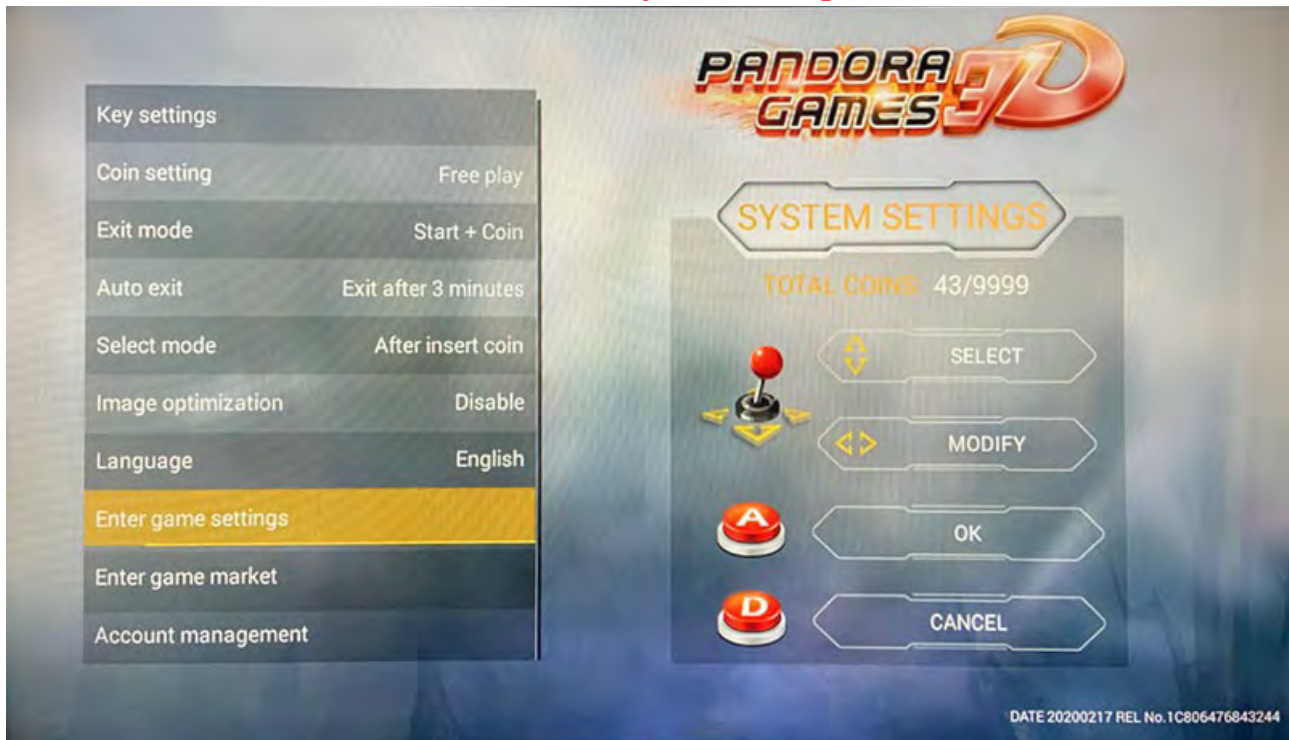 Key settings
Coin setting Free play
Exit mode Start + Coin
Auto exit Exit after 3 minutes
Select mode After insert coin
Image optimization Disable
Language English
Enter game settings
Enter game market
Account management
PANDORA
GAMES 3D
SYSTEM SETTINGS
TOTAL COINS: 43/9999
SELECT
MODIFY
A OK
D CANCEL
DATE 20200217 REL No.1C806476843244